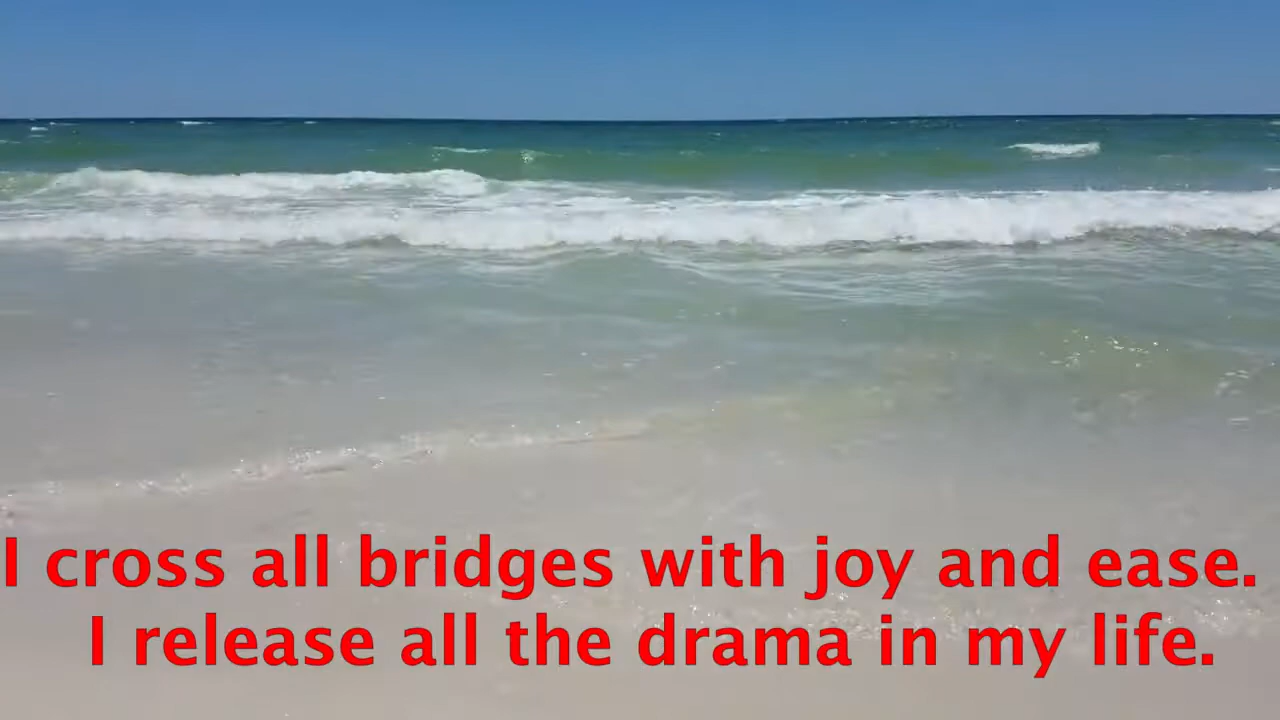 I cross all bridges with joy and ease.
I release all the drama in my life.